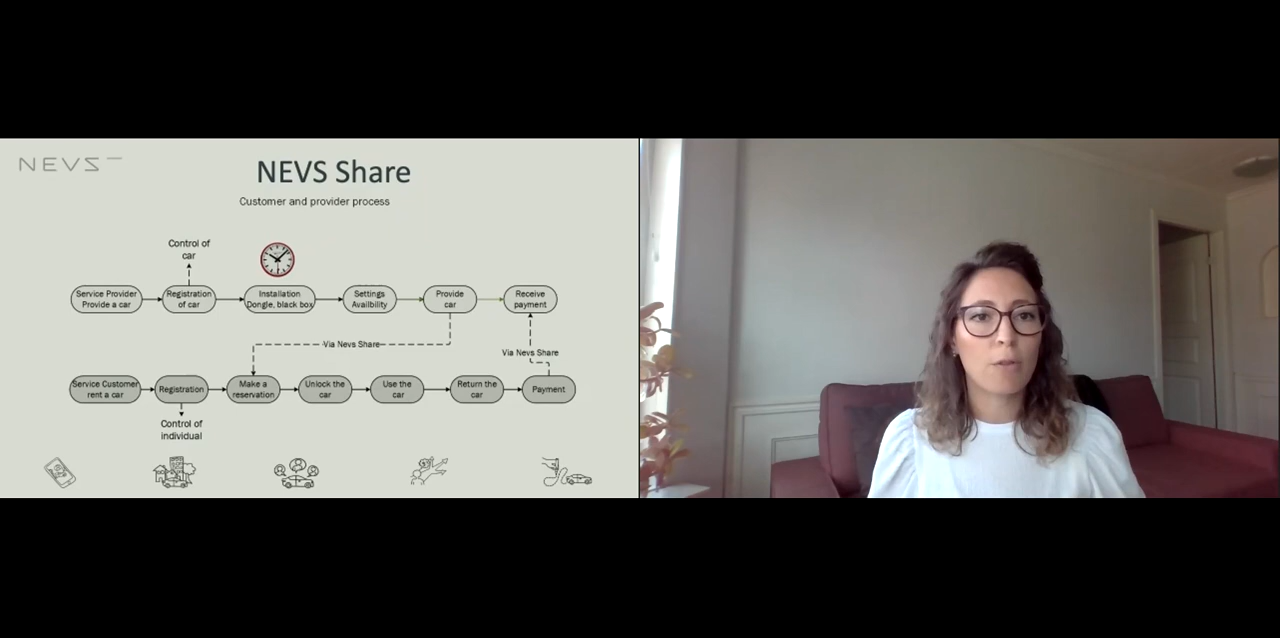 NEVS
NEVS Share
Customer and provider process
Control of
car
Service Provider
Provide a car
Registration
of car
Installation
Dongle, black box
Settings
Availbility
Provide
car
Receive
payment
Via Nevs Share
Via Nevs Share
Service Customer
rent a car
Registration
Make a
reservation
Unlock the
car
Use the
car
Return the
car
Payment
Control of
individual